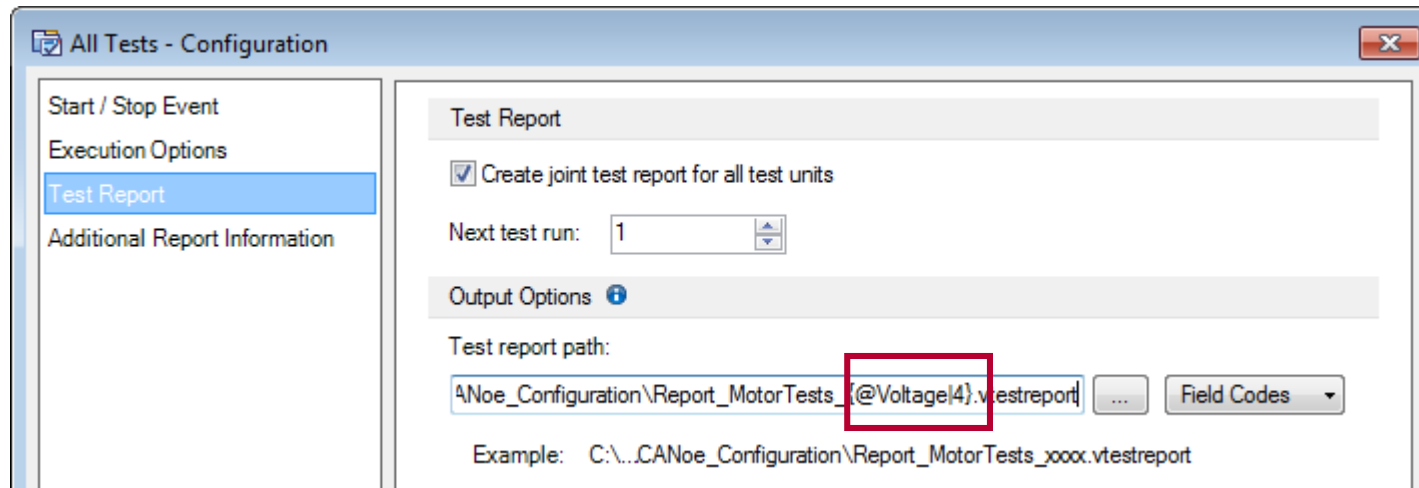 All Tests - Configuration
Start / Stop Event
Execution Options
Test Report
Additional Report Information
Test Report
Create joint test report for all test units
Next test run: 1
Output Options
Test report path:
ANoe_Configuration\Report_MotorTests_{@Voltage|4}.vtestreport ... Field Codes
Example: C:\...CANoe_Configuration\Report_MotorTests_xxxx.vtestreport